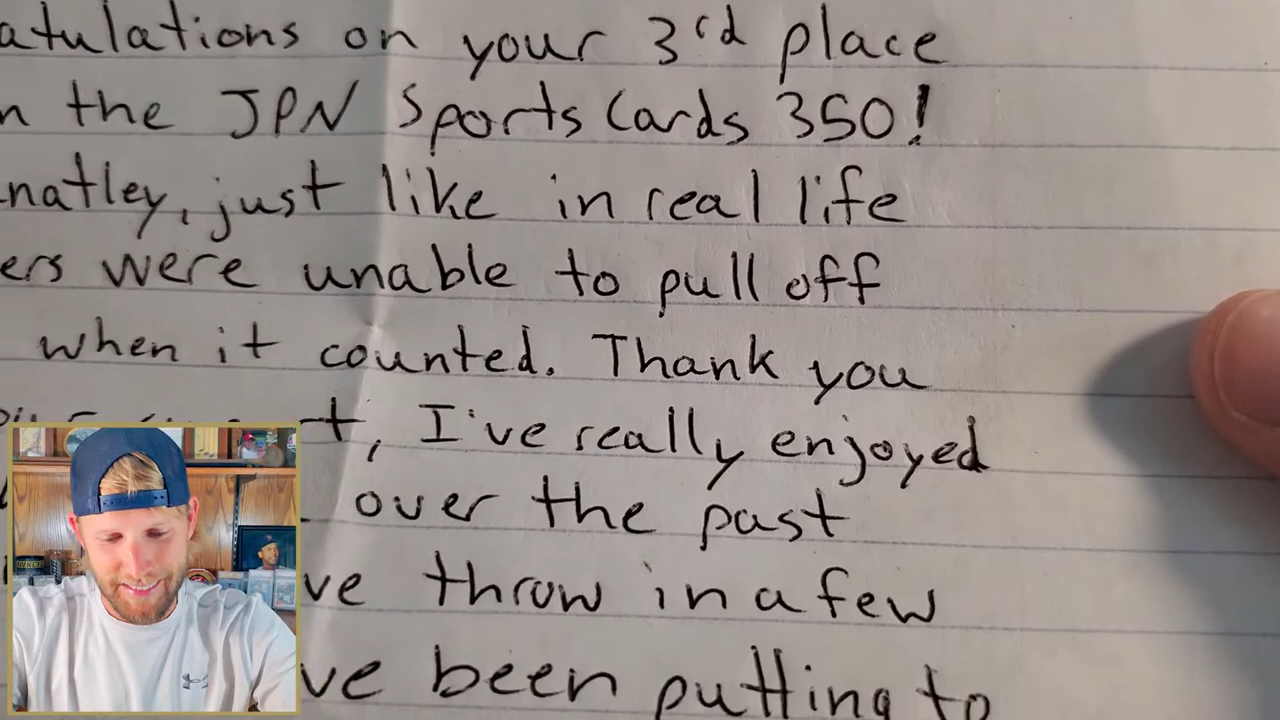 atulations on your 3rd place
n the JPN Sports Cards 350!
natley, just like in real life
ers were unable to pull off
when it counted. Thank you
t, I've really enjoyed
over the past
ve throw in a few
ve been putting to